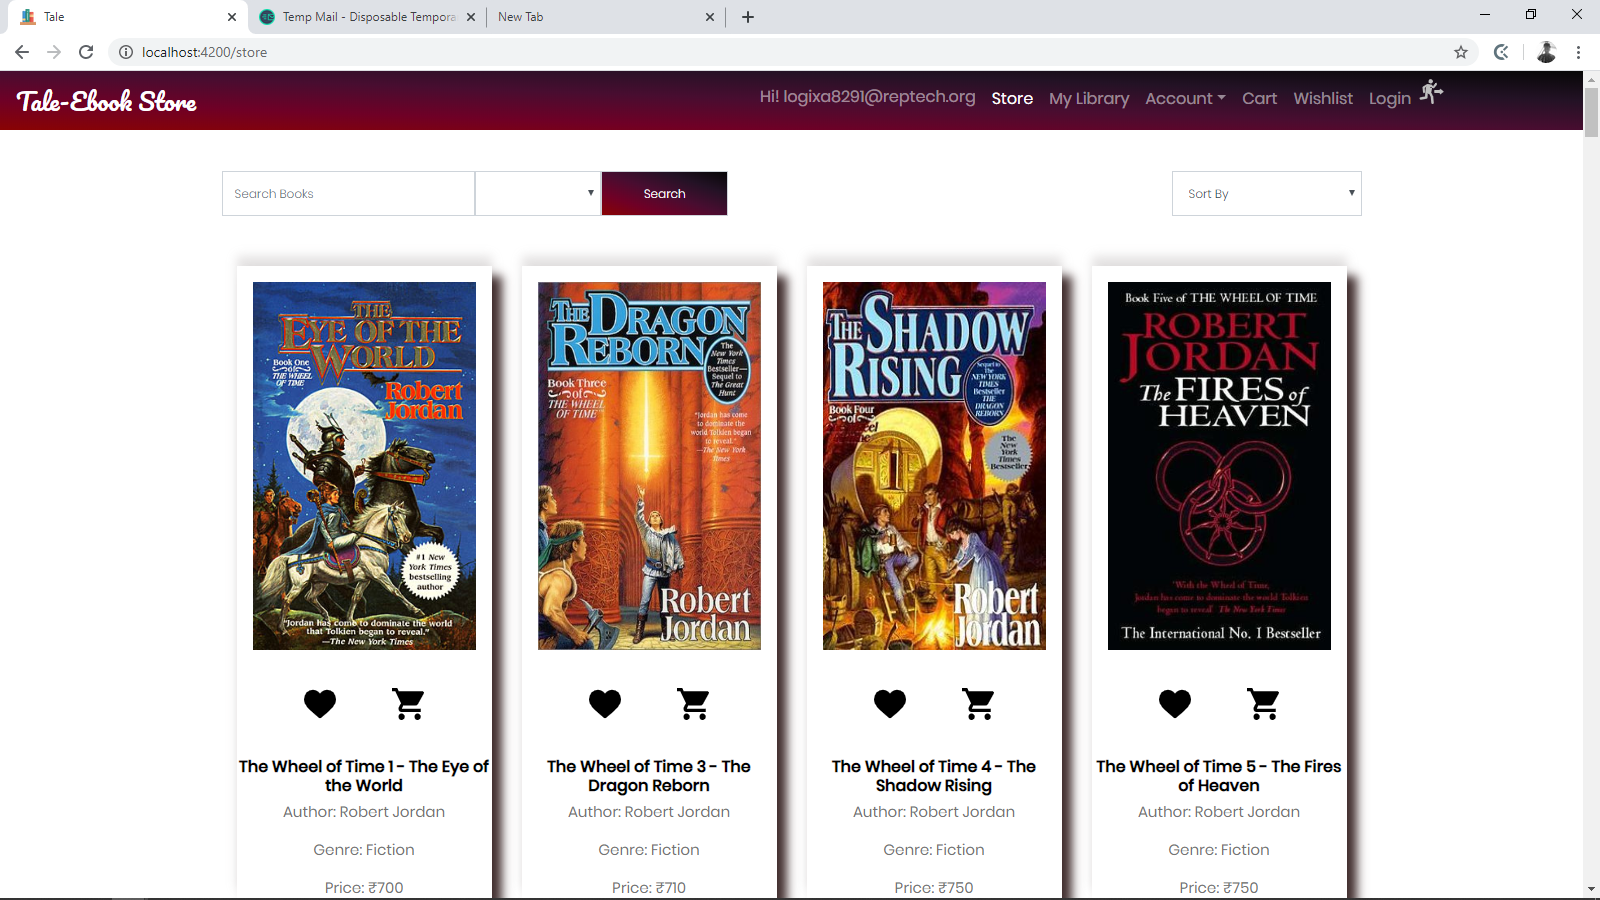 Tale
Temp Mail - Disposable Tempora
New Tab
localhost:4200/store
Tale-Ebook Store
Hi! logixa8291@reptech.org
Store
My Library
Account
Cart
Wishlist
Login
Search Books
Search
Sort By
THE
EYE OF THE
WORLD
Book One
of
THE WHEEL
OF TIME
Robert
Jordan
#1 New
York Times
bestselling
author
"Jordan has come to dominate the world
that Tolkien began to reveal."
—The New York Times
THE DRAGON
REBORN
The
New York
Times
Bestseller—
Sequel to
The Great
Hunt
Book Three
of
THE WHEEL
OF TIME
"Jordan has come
to dominate the
world Tolkien began
to reveal."
—The New York
Times
Robert
Jordan
THE SHADOW
RISING
Sequel to
The
NEW YORK
TIMES
Bestseller
THE
DRAGON
REBORN
Book Four
of
The
New York
Times
Bestseller
Robert
Jordan
Book Five of THE WHEEL OF TIME
ROBERT
JORDAN
The FIRES of
HEAVEN
"With the Wheel of Time,
Jordan has come to dominate the world Tolkien
began to reveal" The New York Times
The International No. 1 Bestseller
The Wheel of Time 1 - The Eye of
the World
Author: Robert Jordan
Genre: Fiction
Price: ₹700
The Wheel of Time 3 - The
Dragon Reborn
Author: Robert Jordan
Genre: Fiction
Price: ₹710
The Wheel of Time 4 - The
Shadow Rising
Author: Robert Jordan
Genre: Fiction
Price: ₹750
The Wheel of Time 5 - The Fires
of Heaven
Author: Robert Jordan
Genre: Fiction
Price: ₹750